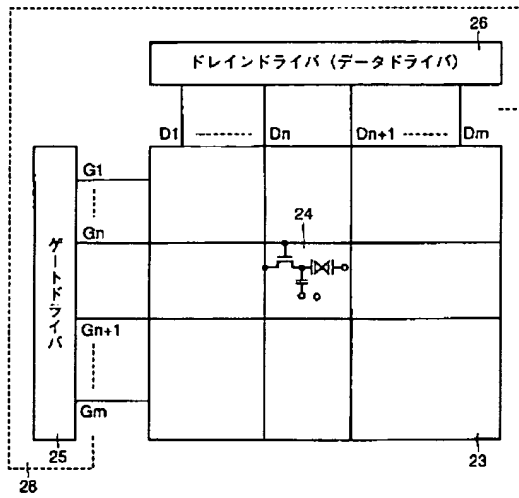 26
ドレインドライバ (データドライバ)
D1
Dn
Dn+1
Dm
G1
Gn
24
ゲートドライバ
Gn+1
Gm
25
28
23